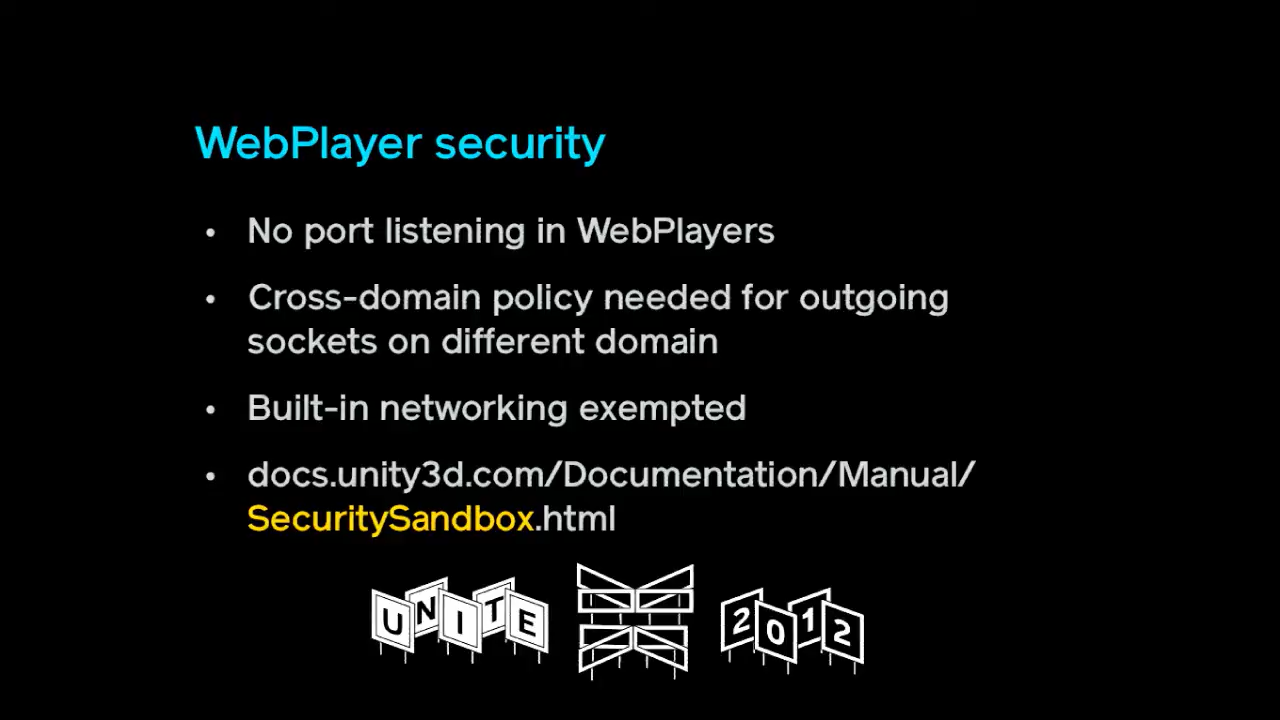 WebPlayer security
• No port listening in WebPlayers
• Cross-domain policy needed for outgoing
sockets on different domain
• Built-in networking exempted
• docs.unity3d.com/Documentation/Manual/
SecuritySandbox.html
UNITE 2012